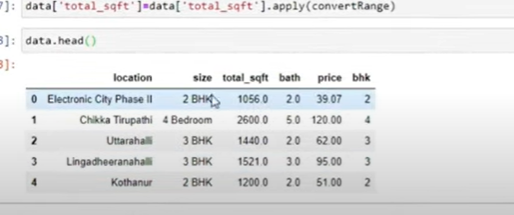 7]: data['total_sqft']=data['total_sqft'].apply(convertRange)
3]: data.head()
3]:
location size total_sqft bath price bhk
0 Electronic City Phase II 2 BHK 1056.0 2.0 39.07 2
1 Chikka Tirupathi 4 Bedroom 2600.0 5.0 120.00 4
2 Uttarahalli 3 BHK 1440.0 2.0 62.00 3
3 Lingadheeranahalli 3 BHK 1521.0 3.0 95.00 3
4 Kothanur 2 BHK 1200.0 2.0 51.00 2